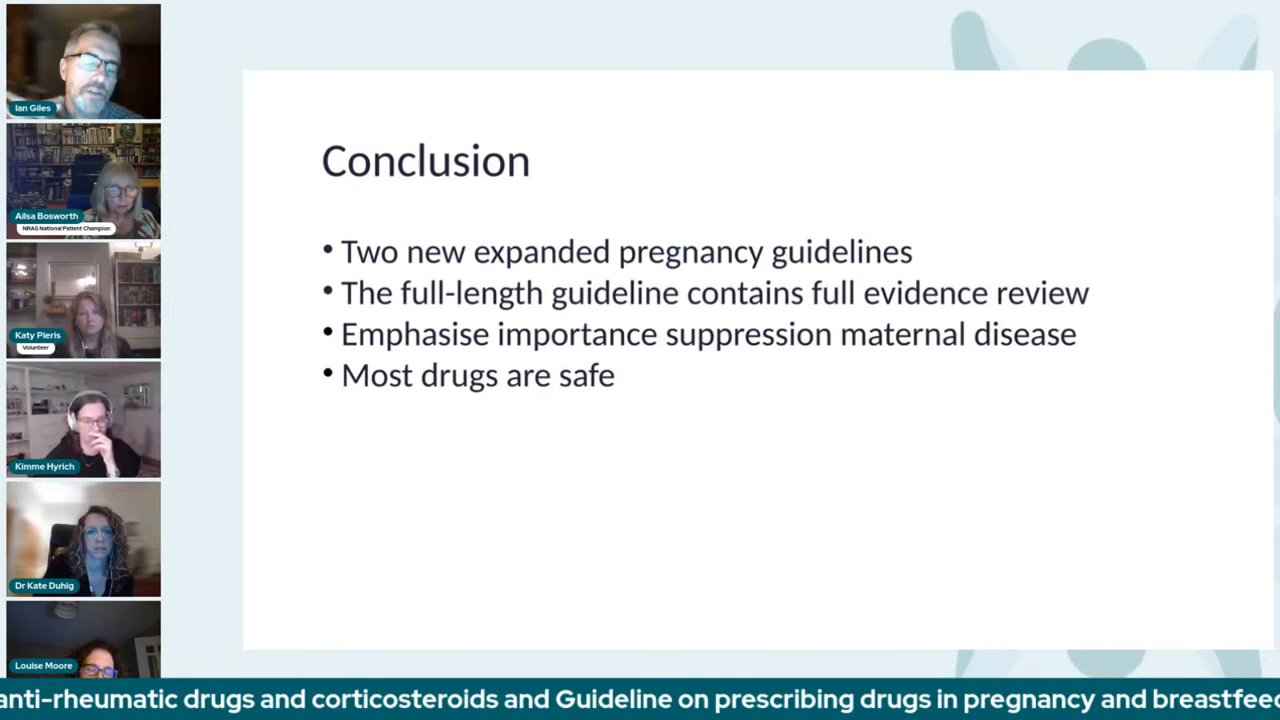 Ian Giles
Ailsa Bosworth
NRAS National Patient Champion
Katy Pieris
Volunteer
Kimme Hyrich
Dr Kate Duhig
Louise Moore
Conclusion
• Two new expanded pregnancy guidelines
• The full-length guideline contains full evidence review
• Emphasise importance suppression maternal disease
• Most drugs are safe
anti-rheumatic drugs and corticosteroids and Guideline on prescribing drugs in pregnancy and breastfeed